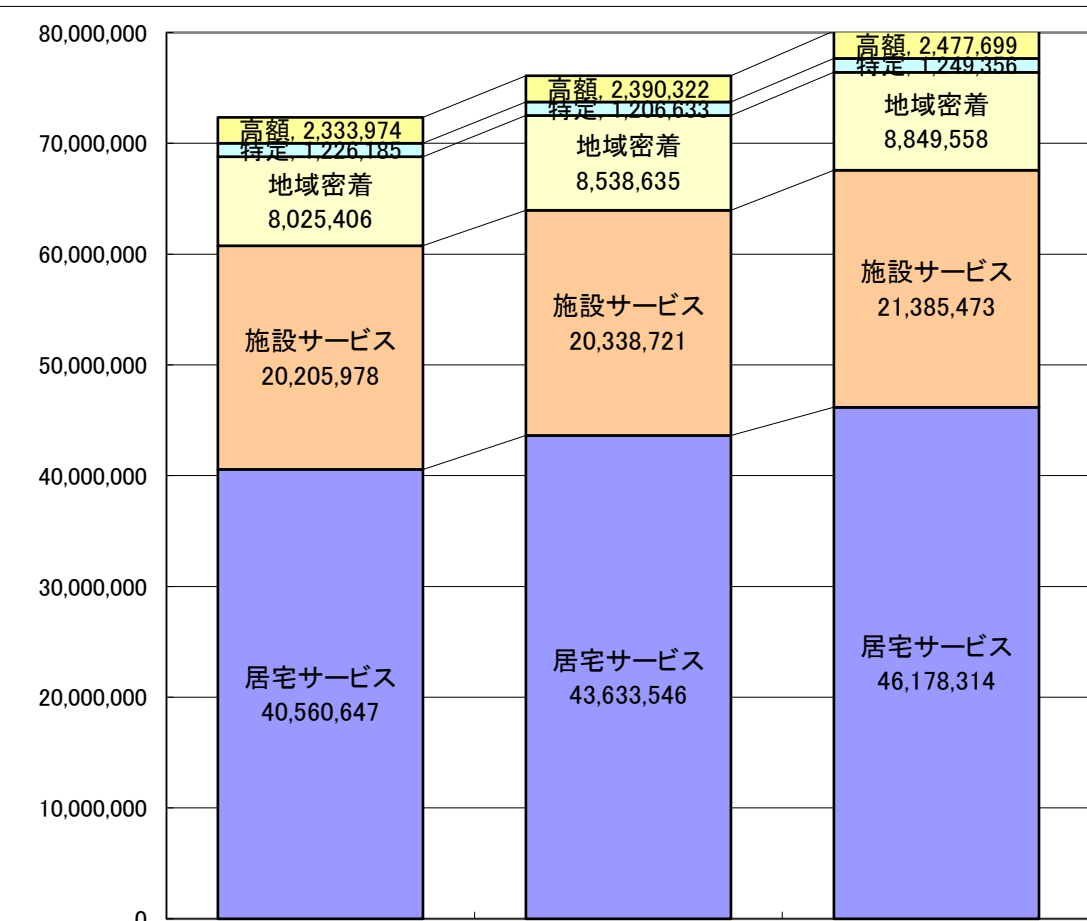 80,000,000
70,000,000
60,000,000
50,000,000
40,000,000
30,000,000
20,000,000
10,000,000
0
高額, 2,333,974
特定, 1,226,185
地域密着
8,025,406
施設サービス
20,205,978
居宅サービス
40,560,647
高額, 2,390,322
特定, 1,206,633
地域密着
8,538,635
施設サービス
20,338,721
居宅サービス
43,633,546
高額, 2,477,699
特定, 1,249,356
地域密着
8,849,558
施設サービス
21,385,473
居宅サービス
46,178,314